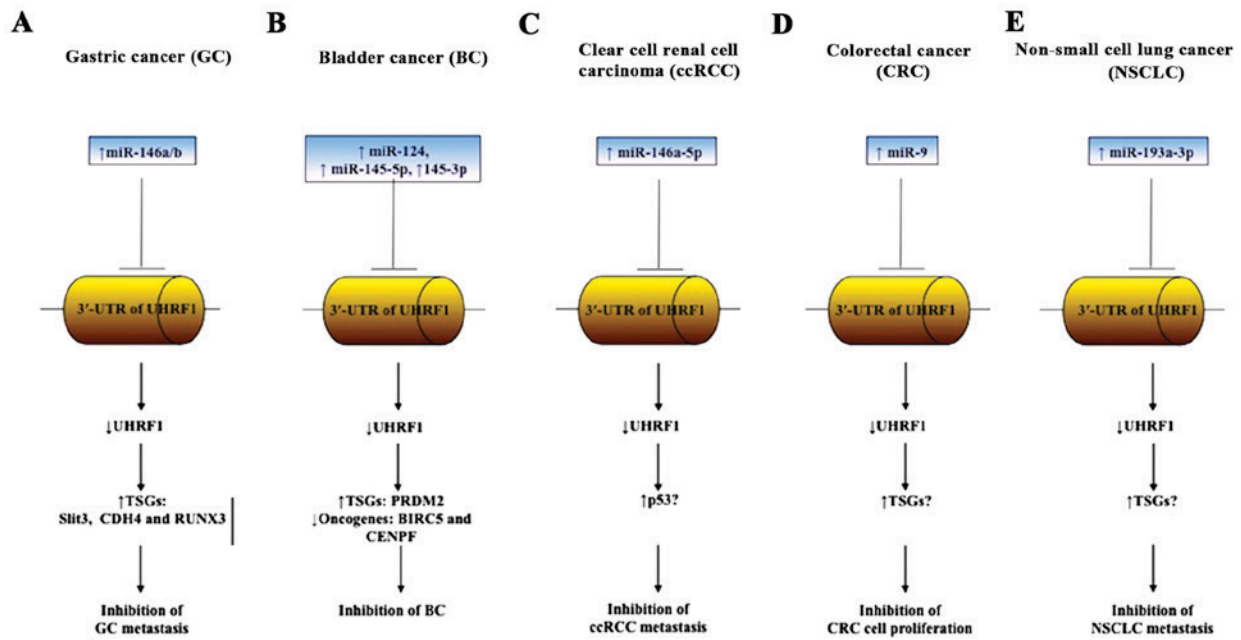 A
Gastric cancer (GC)
↑miR-146a/b
3′-UTR of UHRF1
↓UHRF1
↑TSGs:
Slit3, CDH4 and RUNX3
Inhibition of
GC metastasis
B
Bladder cancer (BC)
↑ miR-124,
↑ miR-145-5p, ↑145-3p
3′-UTR of UHRF1
↓UHRF1
↑TSGs: PRDM2
↓Oncogenes: BIRC5 and
CENPF
Inhibition of BC
C
Clear cell renal cell
carcinoma (ccRCC)
↑ miR-146a-5p
3′-UTR of UHRF1
↓UHRF1
↑p53?
Inhibition of
ccRCC metastasis
D
Colorectal cancer
(CRC)
↑ miR-9
3′-UTR of UHRF1
↓UHRF1
↑TSGs?
Inhibition of
CRC cell proliferation
E
Non-small cell lung cancer
(NSCLC)
↑ miR-193a-3p
3′-UTR of UHRF1
↓UHRF1
↑TSGs?
Inhibition of
NSCLC metastasis